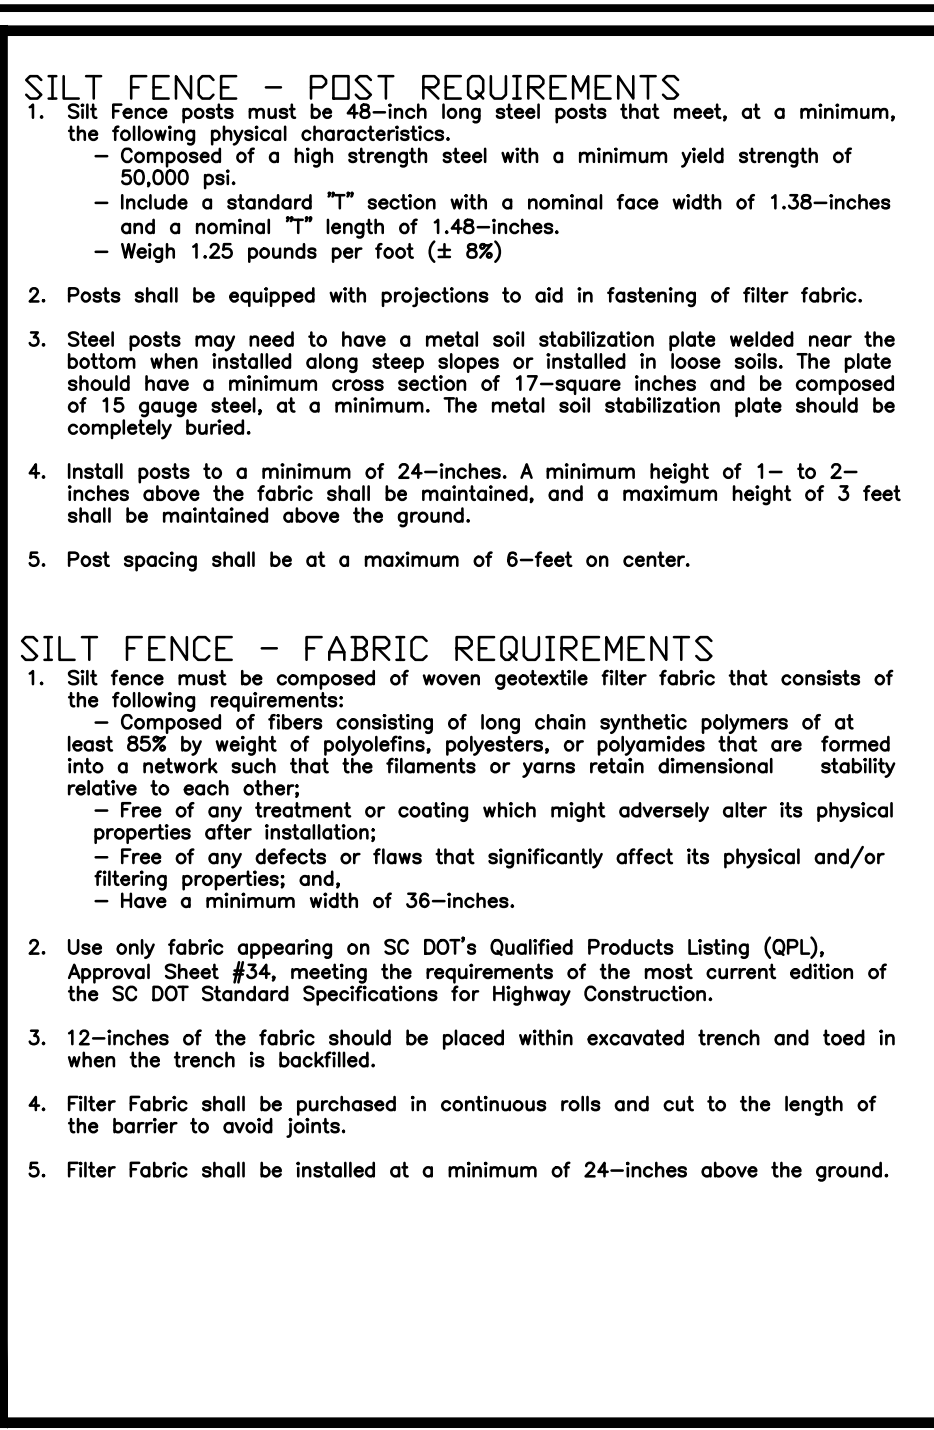 SILT FENCE - POST REQUIREMENTS
1. Silt Fence posts must be 48-inch long steel posts that meet, at a minimum,
the following physical characteristics.
- Composed of a high strength steel with a minimum yield strength of
50,000 psi.
- Include a standard "T" section with a nominal face width of 1.38-inches
and a nominal "T" length of 1.48-inches.
- Weigh 1.25 pounds per foot (± 8%)
2. Posts shall be equipped with projections to aid in fastening of filter fabric.
3. Steel posts may need to have a metal soil stabilization plate welded near the
bottom when installed along steep slopes or installed in loose soils. The plate
should have a minimum cross section of 17-square inches and be composed
of 15 gauge steel, at a minimum. The metal soil stabilization plate should be
completely buried.
4. Install posts to a minimum of 24-inches. A minimum height of 1- to 2-
inches above the fabric shall be maintained, and a maximum height of 3 feet
shall be maintained above the ground.
5. Post spacing shall be at a maximum of 6-feet on center.
SILT FENCE - FABRIC REQUIREMENTS
1. Silt fence must be composed of woven geotextile filter fabric that consists of
the following requirements:
- Composed of fibers consisting of long chain synthetic polymers of at
least 85% by weight of polyolefins, polyesters, or polyamides that are formed
into a network such that the filaments or yarns retain dimensional stability
relative to each other;
- Free of any treatment or coating which might adversely alter its physical
properties after installation;
- Free of any defects or flaws that significantly affect its physical and/or
filtering properties; and,
- Have a minimum width of 36-inches.
2. Use only fabric appearing on SC DOT's Qualified Products Listing (QPL),
Approval Sheet #34, meeting the requirements of the most current edition of
the SC DOT Standard Specifications for Highway Construction.
3. 12-inches of the fabric should be placed within excavated trench and toed in
when the trench is backfilled.
4. Filter Fabric shall be purchased in continuous rolls and cut to the length of
the barrier to avoid joints.
5. Filter Fabric shall be installed at a minimum of 24-inches above the ground.